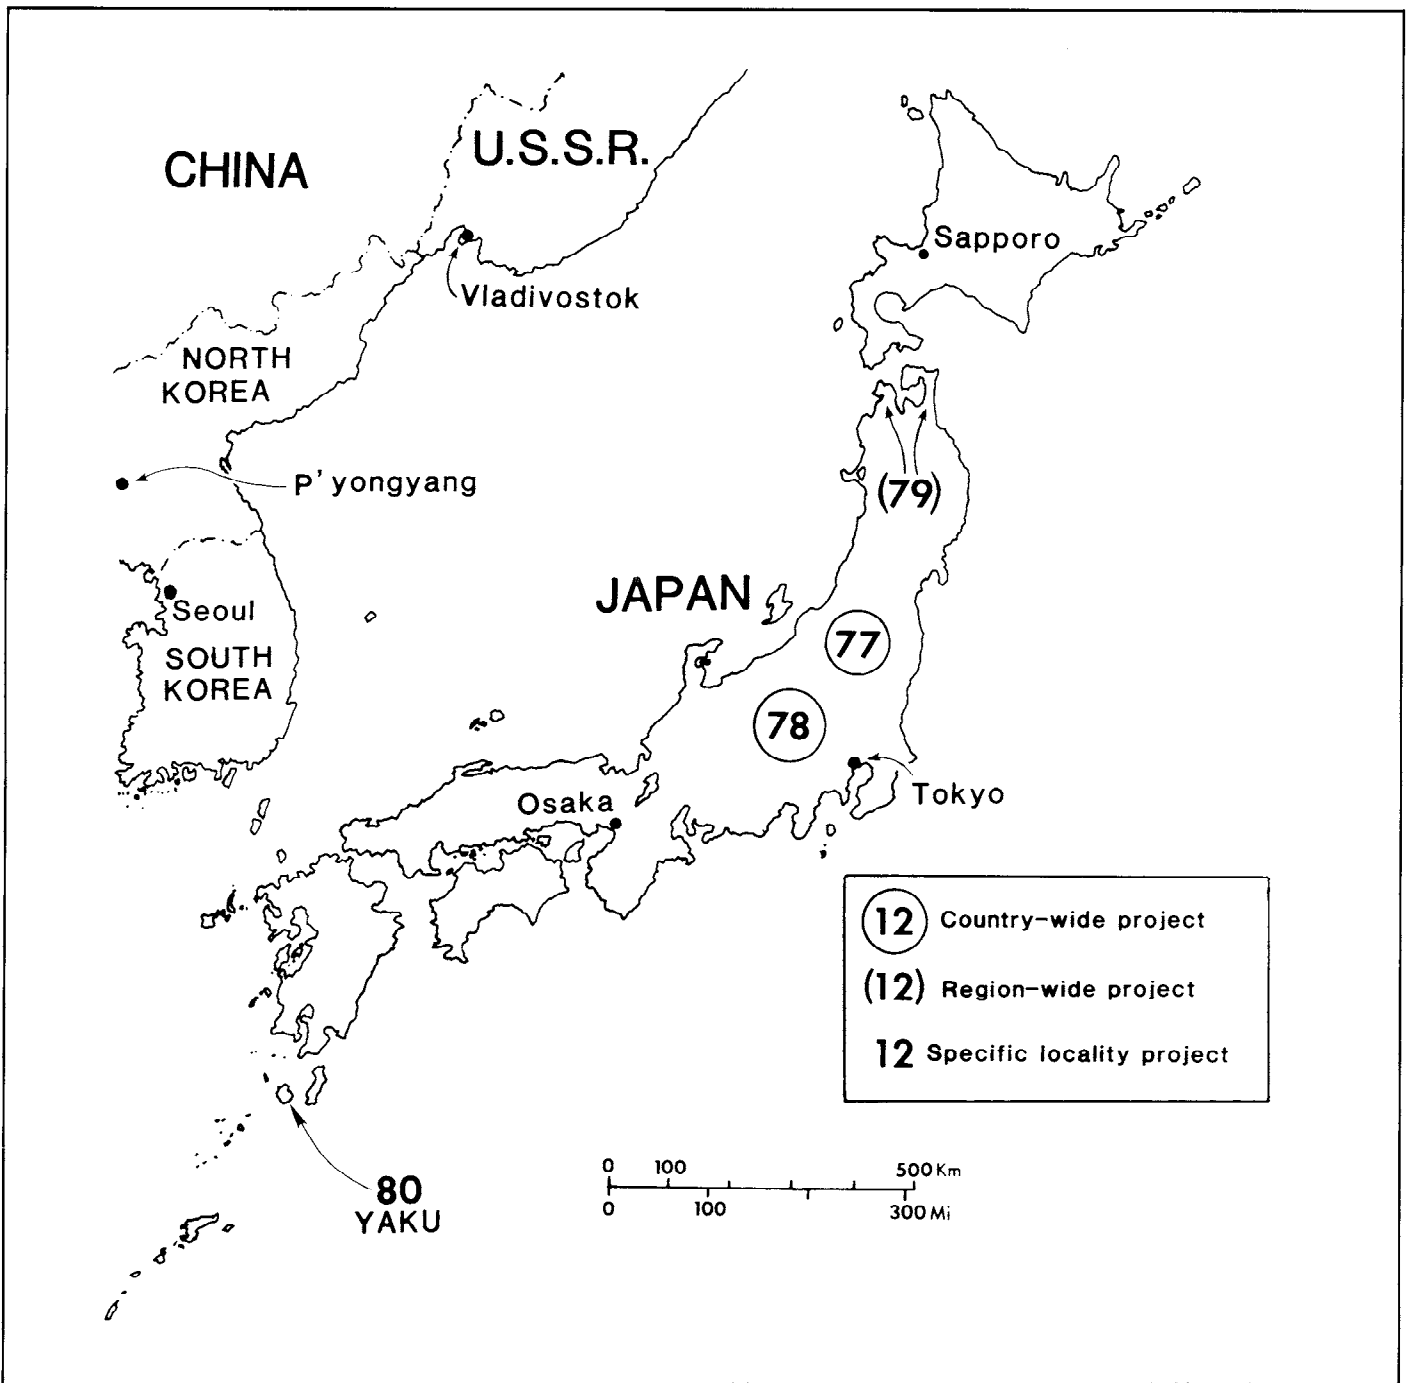 U.S.S.R.
CHINA
Sapporo
Vladivostok
NORTH
KOREA
P'yongyang
(79)
JAPAN
Seoul
77
SOUTH
KOREA
78
Tokyo
Osaka
12 Country-wide project
(12) Region-wide project
12 Specific locality project
0 100 500 Km
0 100 300 Mi
80
YAKU